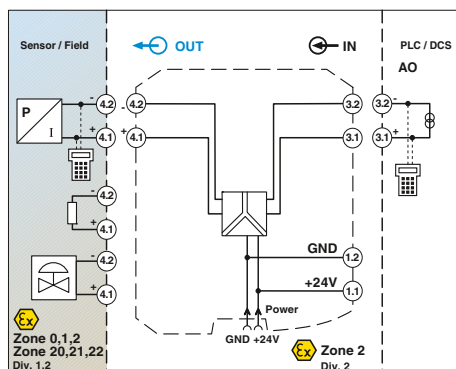 Sensor / Field
OUT
IN
PLC / DCS
AO
P
I
-
4.2
-
4.2
3.2
3.2
-
+
4.1
+
4.1
3.1
3.1
+
-
4.2
+
4.1
-
4.2
+
4.1
GND
1.2
+24V
1.1
Power
GND +24V
Ex
Zone 0,1,2
Zone 20,21,22
Div. 1,2
Ex
Zone 2
Div. 2